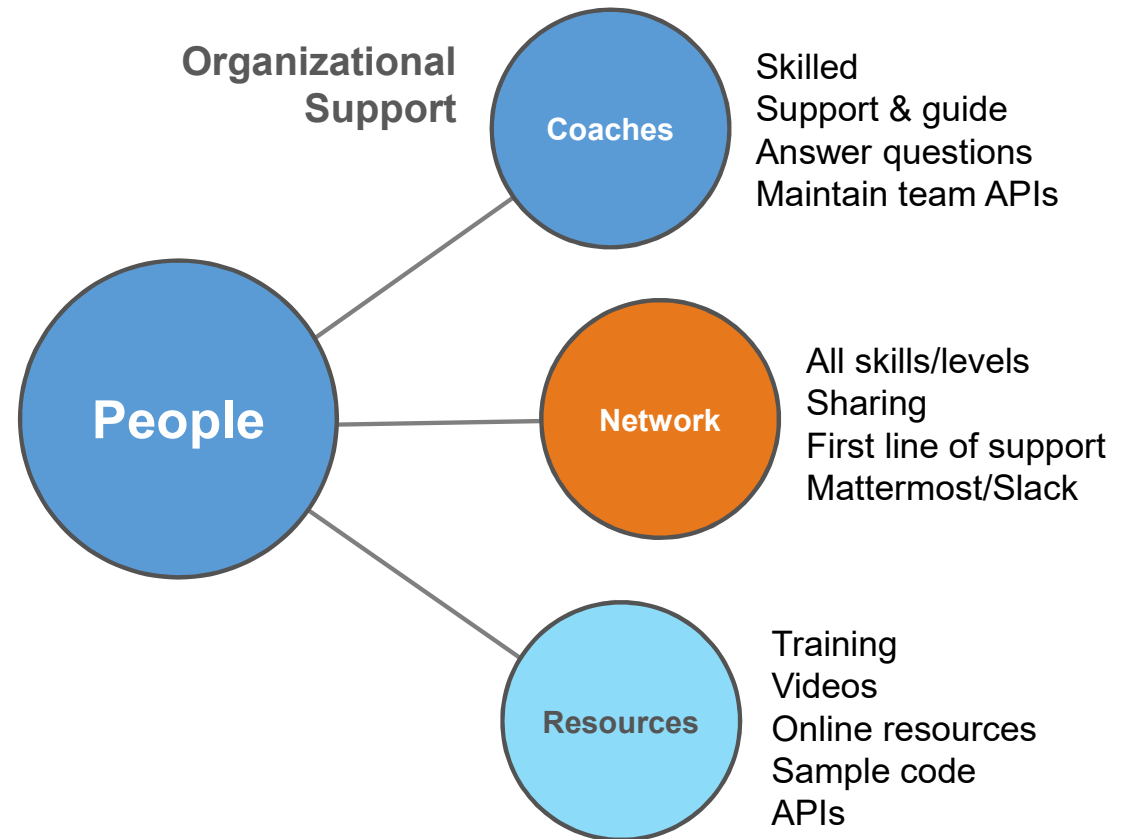 Organizational
Support
Coaches
Skilled
Support & guide
Answer questions
Maintain team APIs
People
Network
All skills/levels
Sharing
First line of support
Mattermost/Slack
Resources
Training
Videos
Online resources
Sample code
APIs